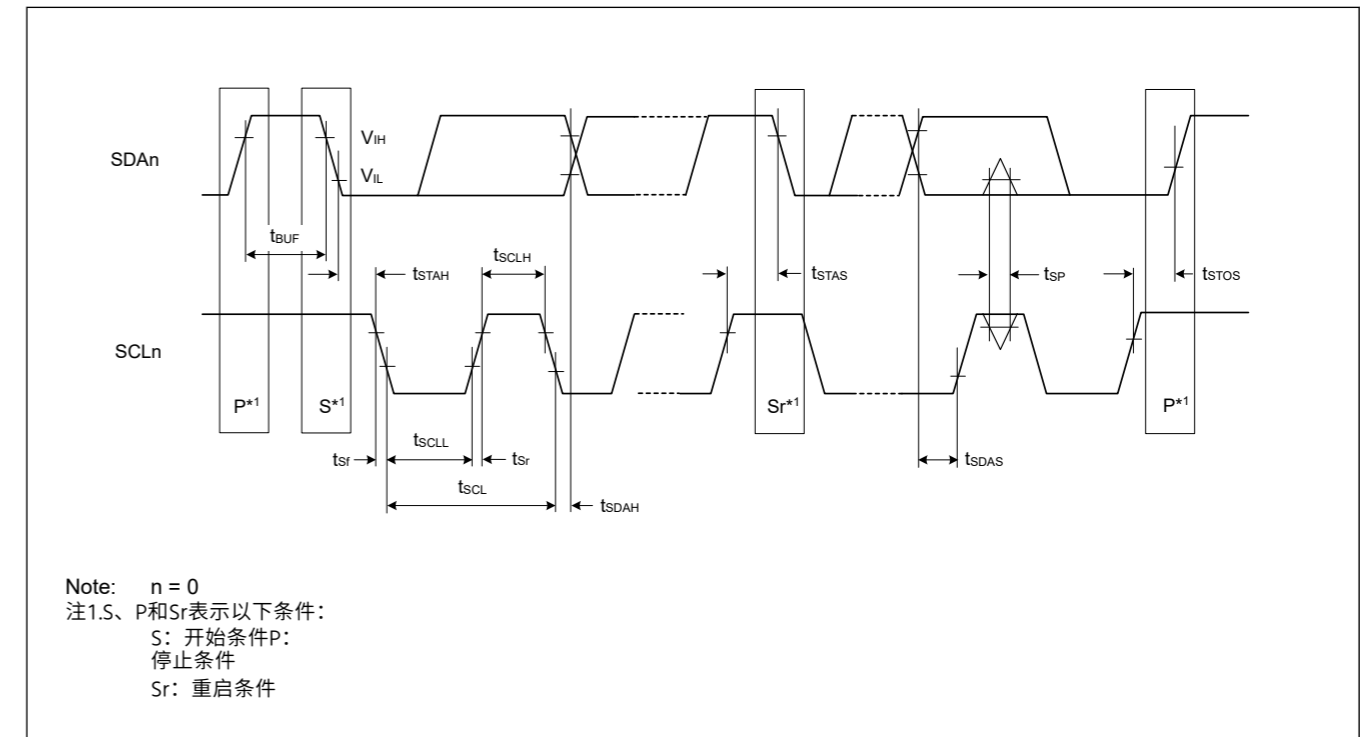 SDAn
VIH
VIL
tBUF
tSTAH
tSCLH
tSTAS
tSP
tSTOS
SCLn
P*1
S*1
Sr*1
P*1
tSf
tSCLL
tSr
tSDAS
tSCL
tSDAH
Note: n = 0
注1.S、P和Sr表示以下条件：
S：开始条件P：
停止条件
Sr：重启条件